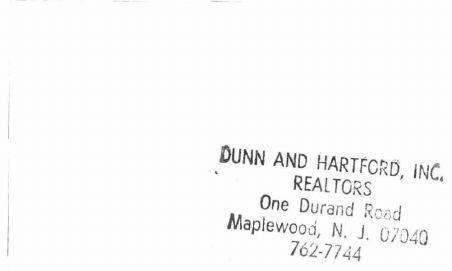 DUNN AND HARTFORD, INC.
REALTORS
One Durand Road
Maplewood, N. J. 07040
762-7744